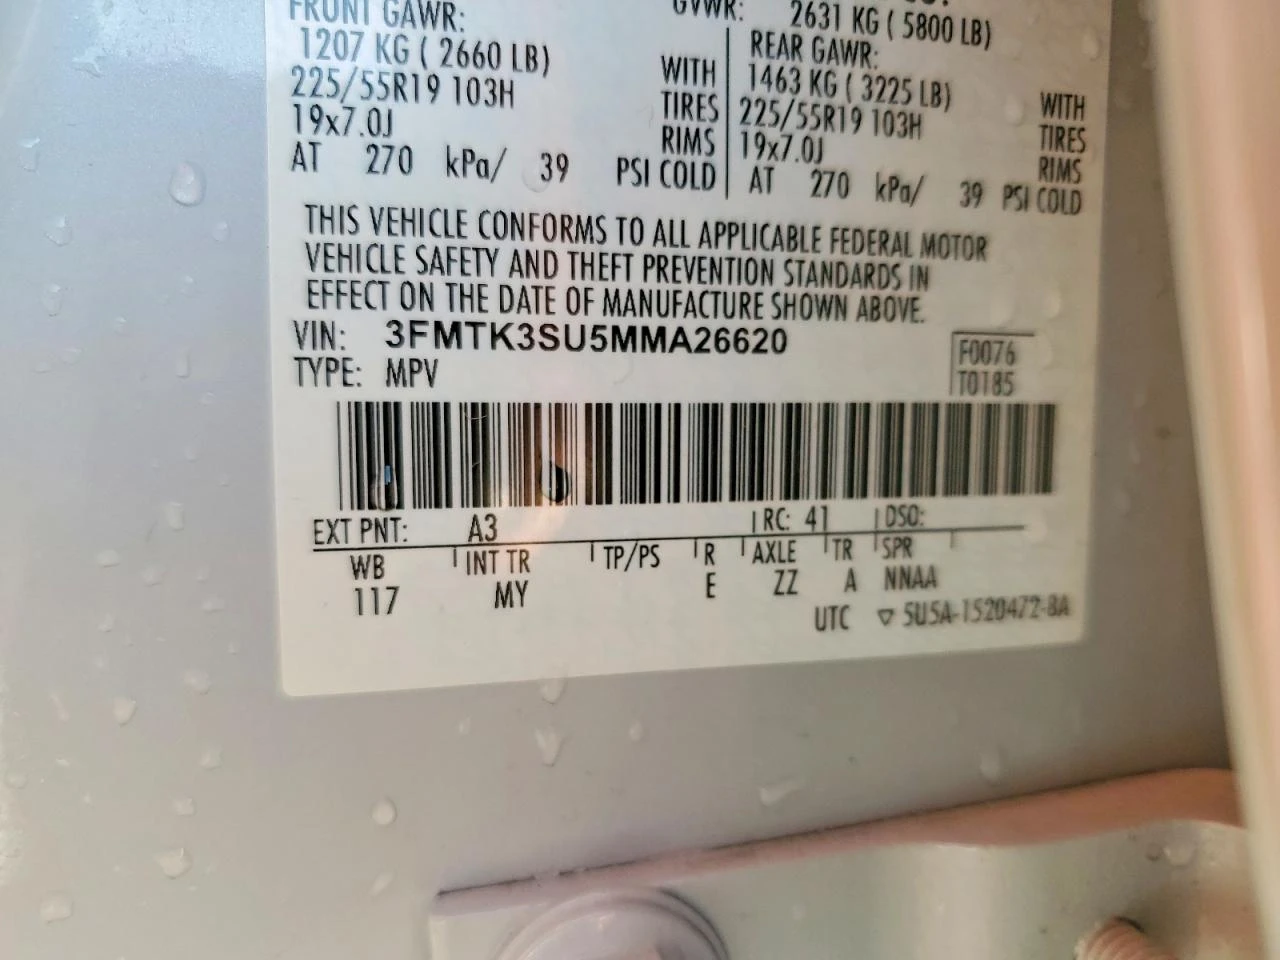 FRONT GAWR:
1207 KG ( 2660 LB)
225/55R19 103H
19x7.0J
AT 270 kPa/ 39 PSI COLD
WITH
TIRES
RIMS
GVWR: 2631 KG ( 5800 LB)
REAR GAWR:
1463 KG ( 3225 LB)
225/55R19 103H
19x7.0J
AT 270 kPa/ 39 PSI COLD
WITH
TIRES
RIMS
THIS VEHICLE CONFORMS TO ALL APPLICABLE FEDERAL MOTOR
VEHICLE SAFETY AND THEFT PREVENTION STANDARDS IN
EFFECT ON THE DATE OF MANUFACTURE SHOWN ABOVE.
VIN: 3FMTK3SU5MMA26620
TYPE: MPV
F0076
T0185
EXT PNT: A3 RC: 41 DSO:
WB INT TR TP/PS R AXLE TR SPR
117 MY E ZZ A NNAA
UTC ▽ 5U5A-1520472-BA